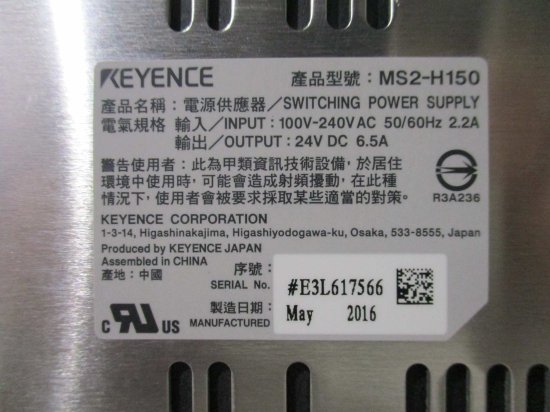 KEYENCE 產品型號：MS2-H150
產品名稱：電源供應器／SWITCHING POWER SUPPLY
電氣規格 輸入／INPUT : 100V-240V AC 50/60Hz 2.2A
輸出／OUTPUT : 24V DC 6.5A
警告使用者：此為甲類資訊技術設備，於居住
環境中使用時，可能會造成射頻擾動，在此種
情況下，使用者會被要求採取某些適當的對策。
R3A236
KEYENCE CORPORATION
1-3-14, Higashinakajima, Higashiyodogawa-ku, Osaka, 533-8555, Japan
Produced by KEYENCE JAPAN
Assembled in CHINA
產地：中國
序號：
SERIAL No.
#E3L617566
製造日期：
MANUFACTURED
May 2016
C RU US